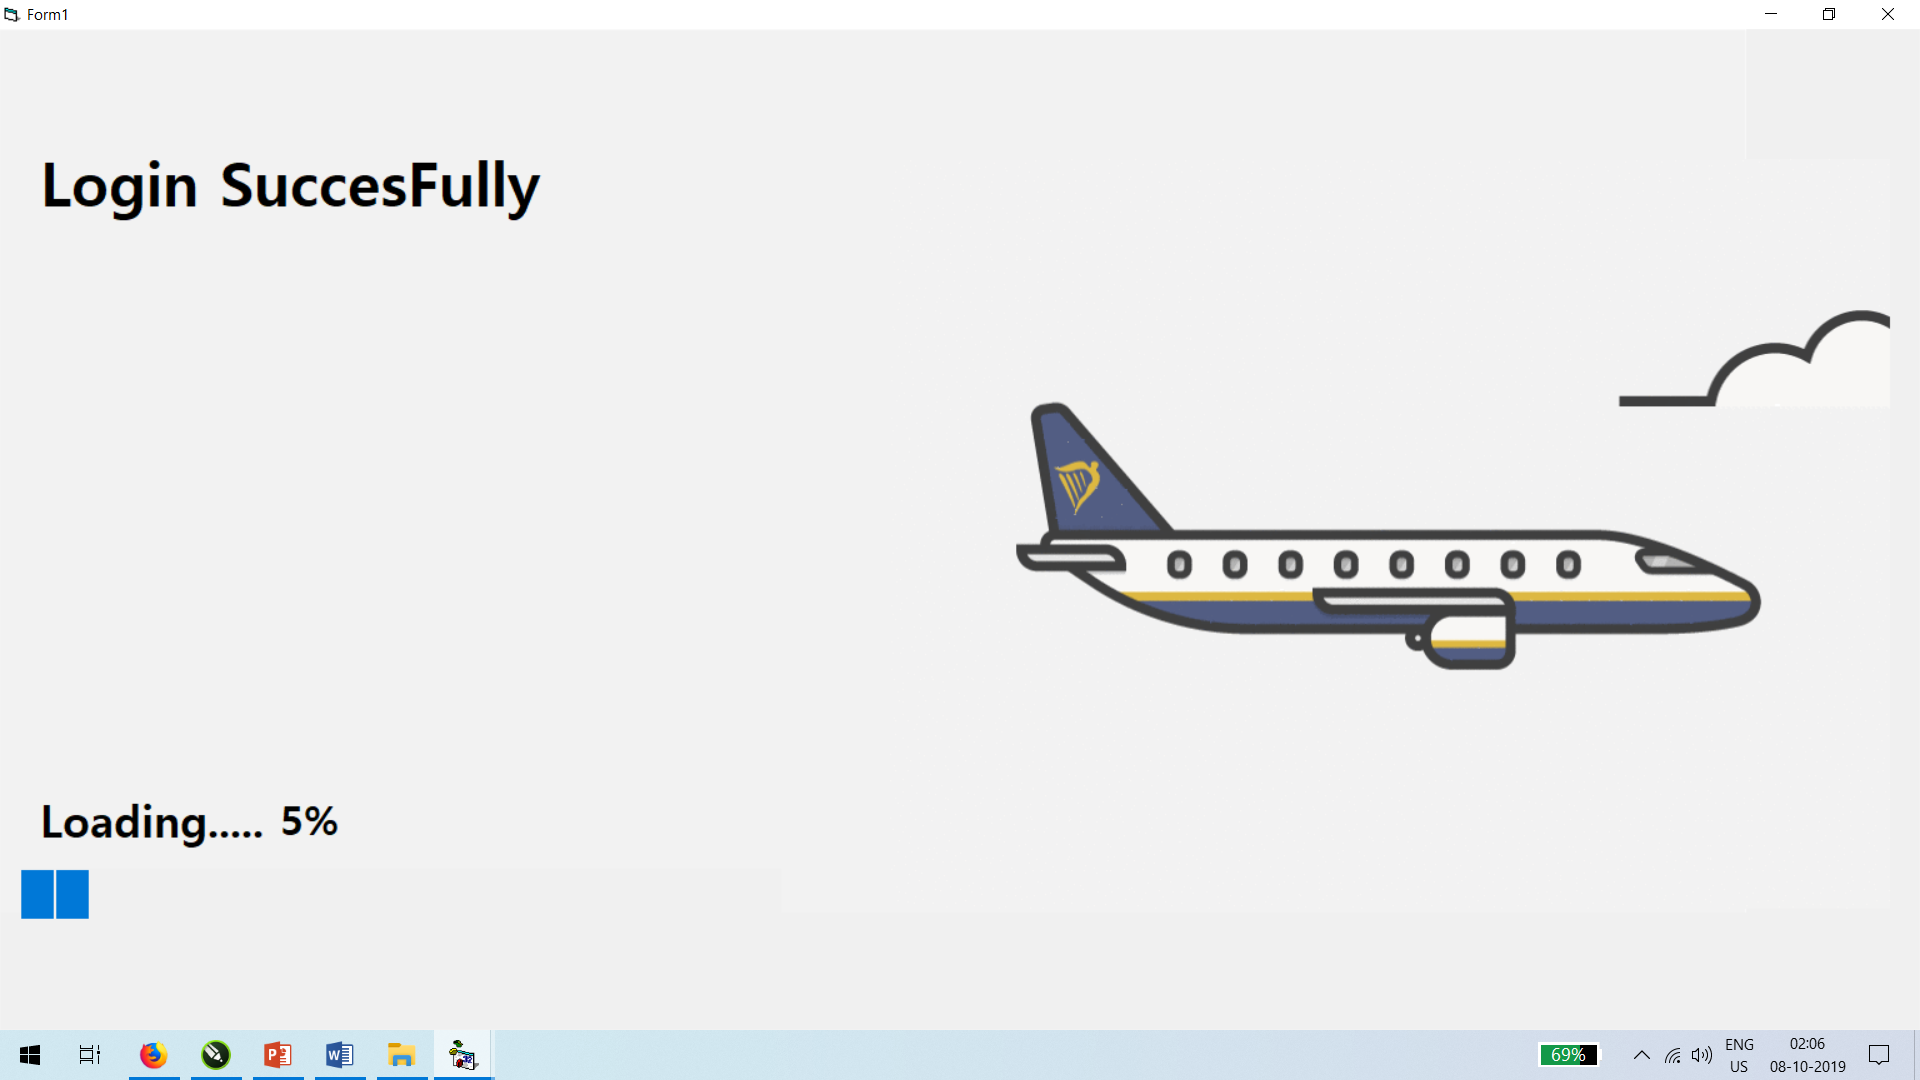 Form1
Login SuccesFully
Loading..... 5%
69%
ENG
US
02:06
08-10-2019